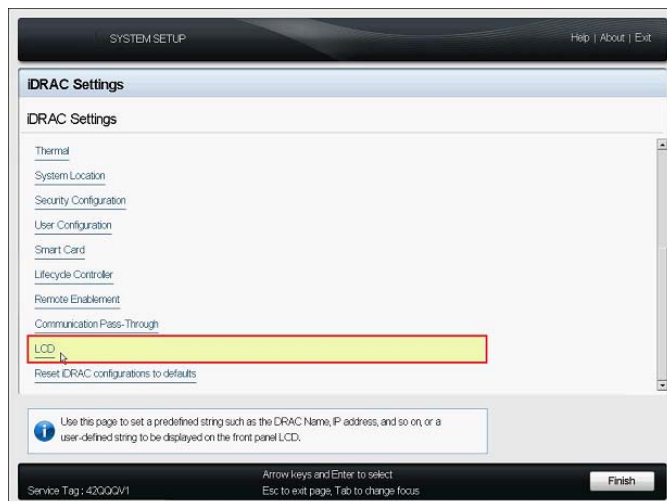 SYSTEM SETUP
Help | About | Exit
iDRAC Settings
iDRAC Settings
Thermal
System Location
Security Configuration
User Configuration
Smart Card
Lifecycle Controller
Remote Enablement
Communication Pass-Through
LCD
Reset iDRAC configurations to defaults
Use this page to set a predefined string such as the DRAC Name, IP address, and so on, or a
user-defined string to be displayed on the front panel LCD.
Arrow keys and Enter to select
Service Tag : 42QQQV1
Esc to exit page, Tab to change focus
Finish